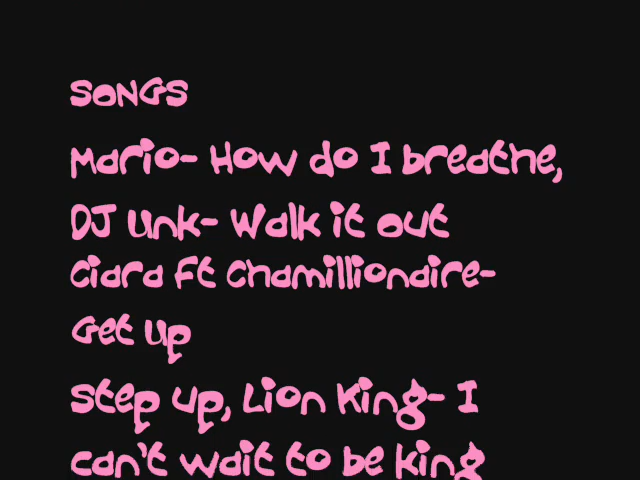 SONGS
Mario- How do I breathe,
DJ Unk- Walk it out
Ciara ft Chamillionaire-
Get Up
Step up, Lion King- I
can't wait to be king